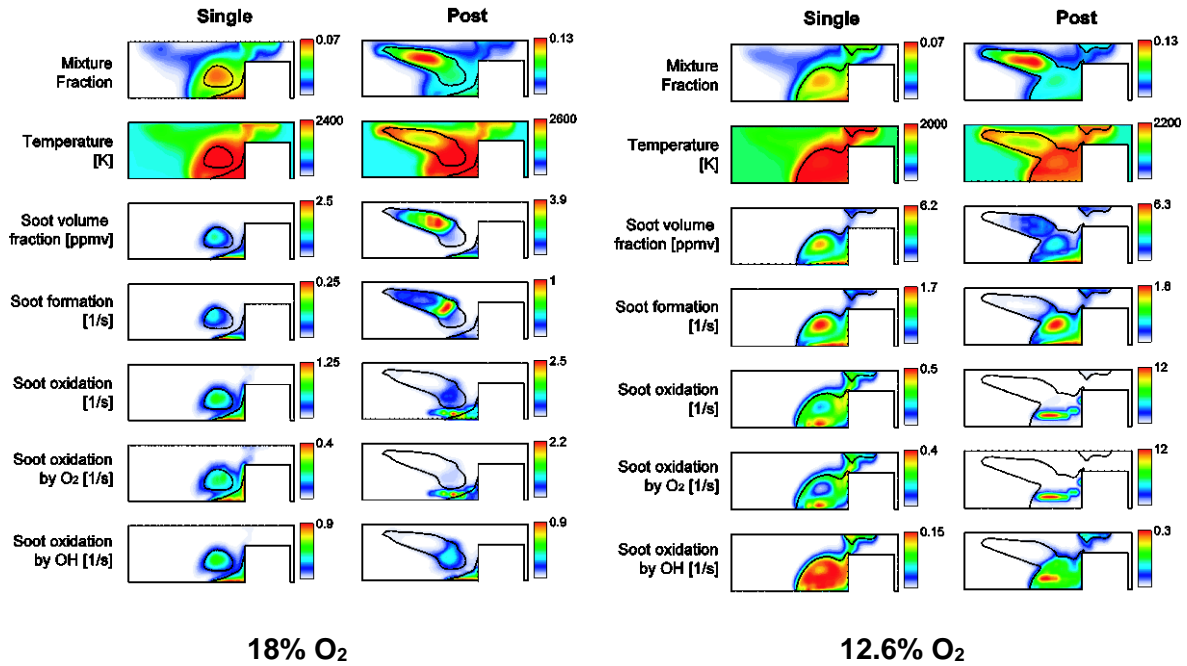 Single Post
Mixture
Fraction
0.07
0.13
Temperature
[K]
2400
2600
Soot volume
fraction [ppmv]
2.5
3.9
Soot formation
[1/s]
0.25
1
Soot oxidation
[1/s]
1.25
2.5
Soot oxidation
by O₂ [1/s]
0.4
2.2
Soot oxidation
by OH [1/s]
0.9
0.9
18% O₂
Single Post
Mixture
Fraction
0.07
0.13
Temperature
[K]
2000
2200
Soot volume
fraction [ppmv]
6.2
6.3
Soot formation
[1/s]
1.7
1.8
Soot oxidation
[1/s]
0.5
12
Soot oxidation
by O₂ [1/s]
0.4
12
Soot oxidation
by OH [1/s]
0.15
0.3
12.6% O₂